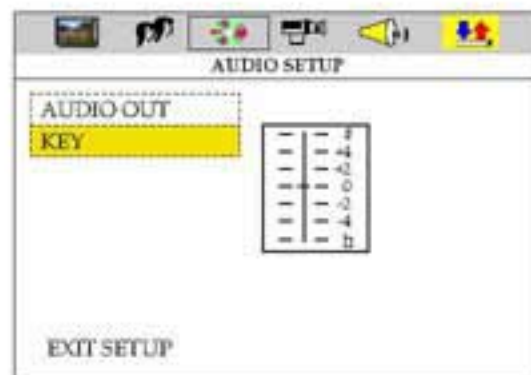 AUDIO SETUP
AUDIO OUT
KEY
#
+4
+2
0
-2
-4
b
EXIT SETUP